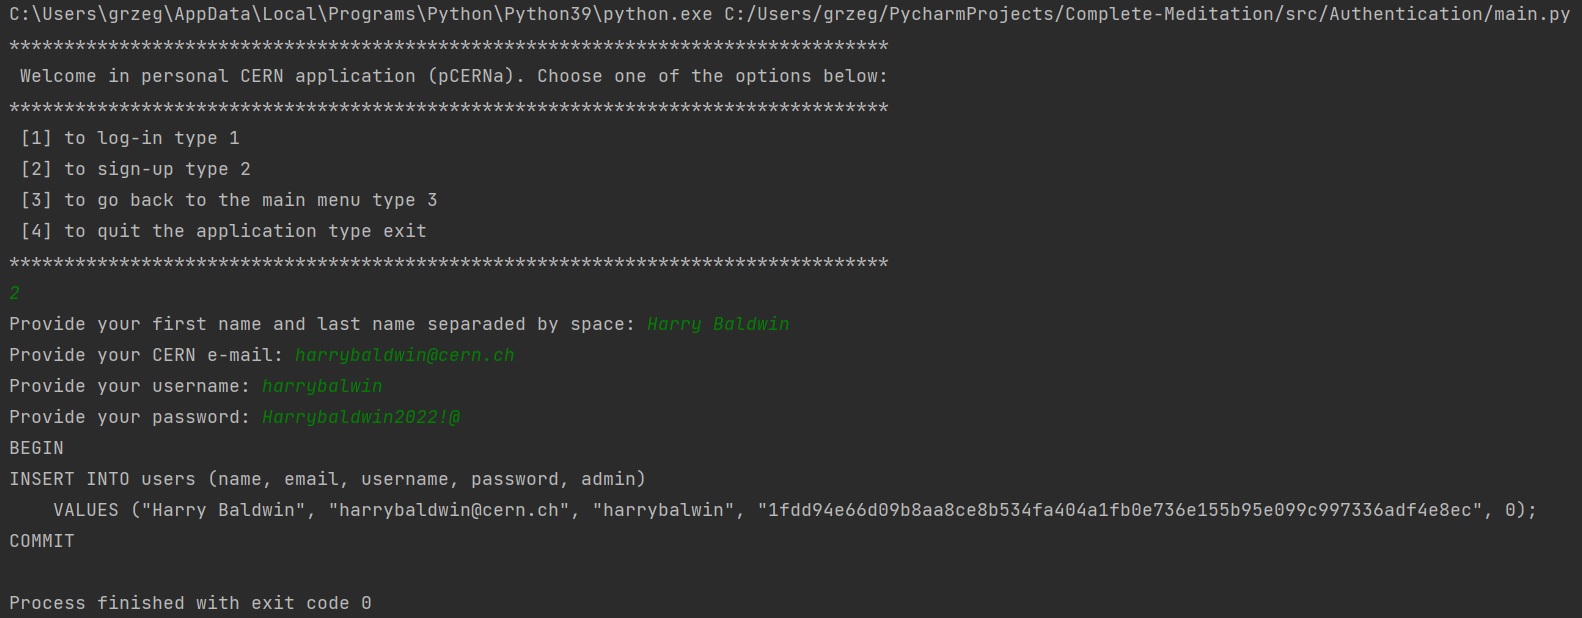 C:\Users\grzeg\AppData\Local\Programs\Python\Python39\python.exe C:/Users/grzeg/PycharmProjects/Complete-Meditation/src/Authentication/main.py
********************************************************************************
 Welcome in personal CERN application (pCERNa). Choose one of the options below:
********************************************************************************
 [1] to log-in type 1
 [2] to sign-up type 2
 [3] to go back to the main menu type 3
 [4] to quit the application type exit
********************************************************************************
2
Provide your first name and last name separaded by space: Harry Baldwin
Provide your CERN e-mail: harrybaldwin@cern.ch
Provide your username: harrybalwin
Provide your password: Harrybaldwin2022!@
BEGIN
INSERT INTO users (name, email, username, password, admin)
    VALUES ("Harry Baldwin", "harrybaldwin@cern.ch", "harrybalwin", "1fdd94e66d09b8aa8ce8b534fa404a1fb0e736e155b95e099c997336adf4e8ec", 0);
COMMIT

Process finished with exit code 0